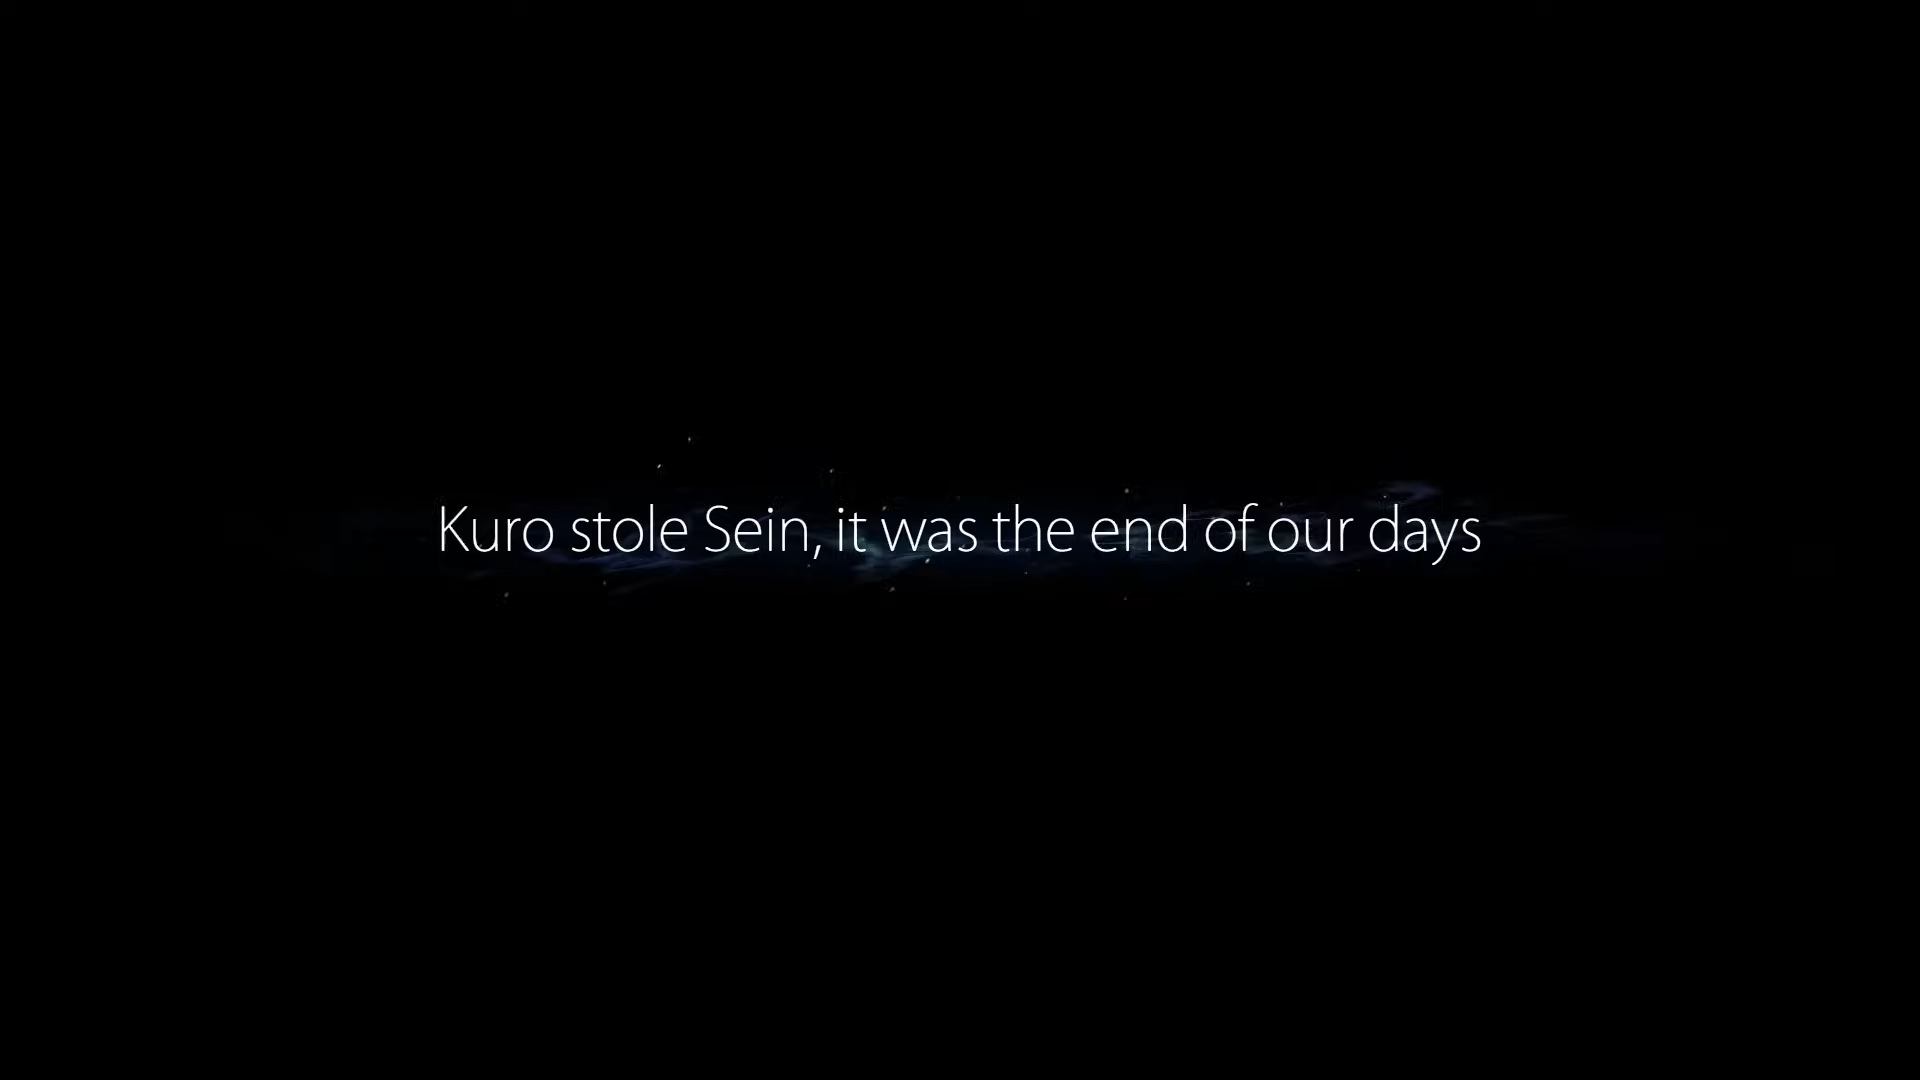 Kuro stole Sein, it was the end of our days